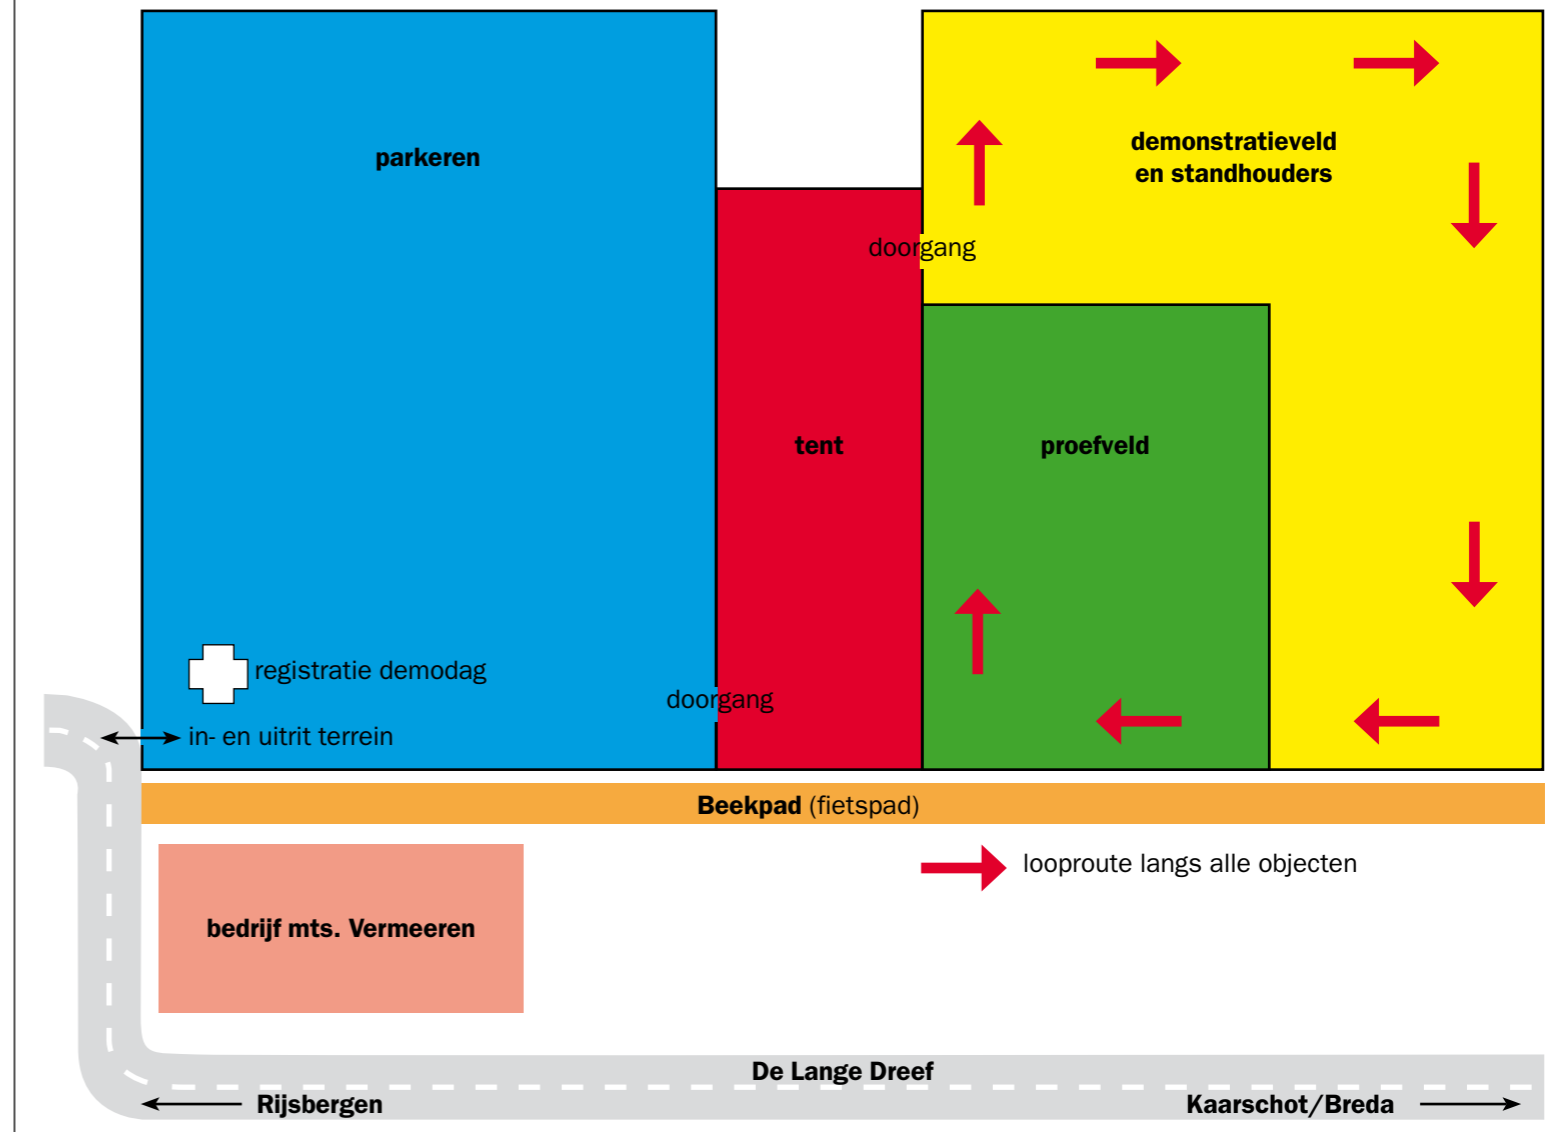 parkeren
demonstratieveld
en standhouders
doorgang
tent
proefveld
registratie demodag
doorgang
in- en uitrit terrein
Beekpad (fietspad)
looproute langs alle objecten
bedrijf mts. Vermeeren
De Lange Dreef
Rijsbergen
Kaarschot/Breda